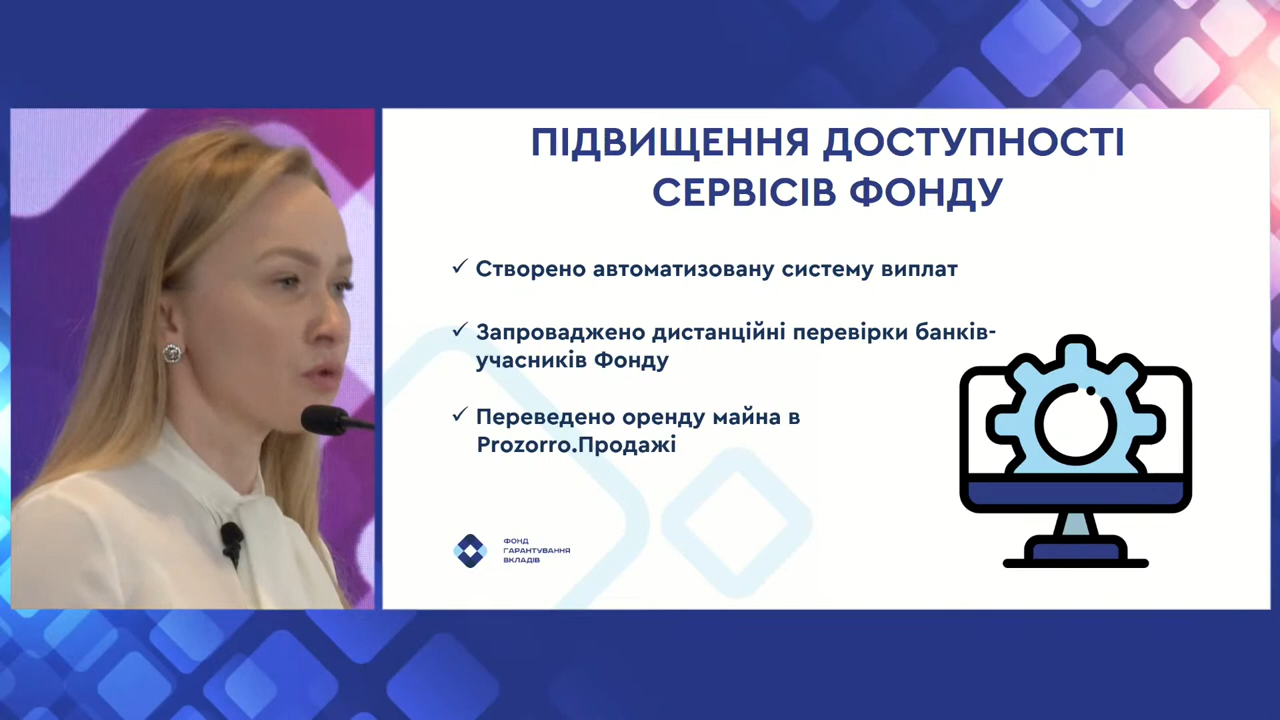 ПІДВИЩЕННЯ ДОСТУПНОСТІ
СЕРВІСІВ ФОНДУ
✓ Створено автоматизовану систему виплат
✓ Запроваджено дистанційні перевірки банків-
учасників Фонду
✓ Переведено оренду майна в
Prozorro.Продажі
ФОНД
ГАРАНТУВАННЯ
ВКЛАДІВ